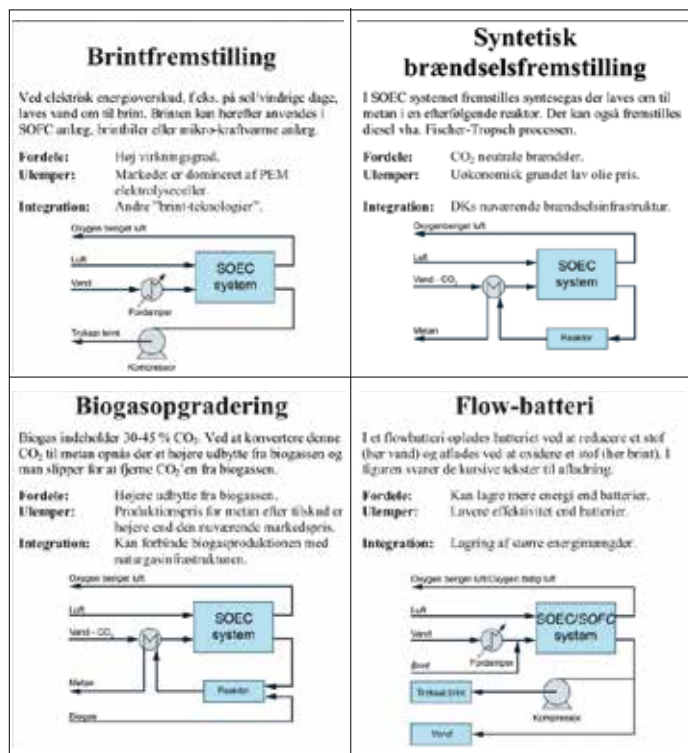 Brintfremstilling
Ved elektrisk energioverskud, f.eks. på sol/vindrige dage,
laves vand om til brint. Brinten kan herefter anvendes i
SOFC anlæg, brintbiler eller mikro-kraftvarme anlæg.
Fordele: Høj virkningsgrad.
Ulemper: Markedet er domineret af PEM
elektrolyseceller.
Integration: Andre "brint-teknologier".
Oxygen beriget luft
Luft
Vand
Fordamper
SOEC
system
Tryksat brint
Kompressor
Syntetisk
brændselsfremstilling
I SOEC systemet fremstilles syntesegas der laves om til
metan i en efterfølgende reaktor. Der kan også fremstilles
diesel vha. Fischer-Tropsch processen.
Fordele: CO₂ neutrale brændsler.
Ulemper: Uøkonomisk grundet lav olie pris.
Integration: DKs nuværende brændselsinfrastruktur.
Oxygenberiget luft
Luft
Vand - CO₂
SOEC
system
Metan
Reaktor
Biogasopgradering
Biogas indeholder 30-45 % CO₂. Ved at konvertere denne
CO₂ til metan opnås der et højere udbytte fra biogassen og
man slipper for at fjerne CO₂'en fra biogassen.
Fordele: Højere udbytte fra biogassen.
Ulemper: Produktionspris for metan efter tilskud er
højere end den nuværende markedspris.
Integration: Kan forbinde biogasproduktionen med
naturgasinfrastrukturen.
Oxygen beriget luft
Luft
Vand - CO₂
SOEC
system
Metan
Reaktor
Biogas
Flow-batteri
I et flowbatteri oplades batteriet ved at reducere et stof
(her vand) og aflades ved at oxidere et stof (her brint). I
figuren svarer de kursive tekster til afladning.
Fordele: Kan lagre mere energi end batterier.
Ulemper: Lavere effektivitet end batterier.
Integration: Lagring af større energimængder.
Oxygen beriget luft/Oxygen fattig luft
Luft
Vand
Brint
Fordamper
SOEC/SOFC
system
Tryksat brint
Kompressor
Vand